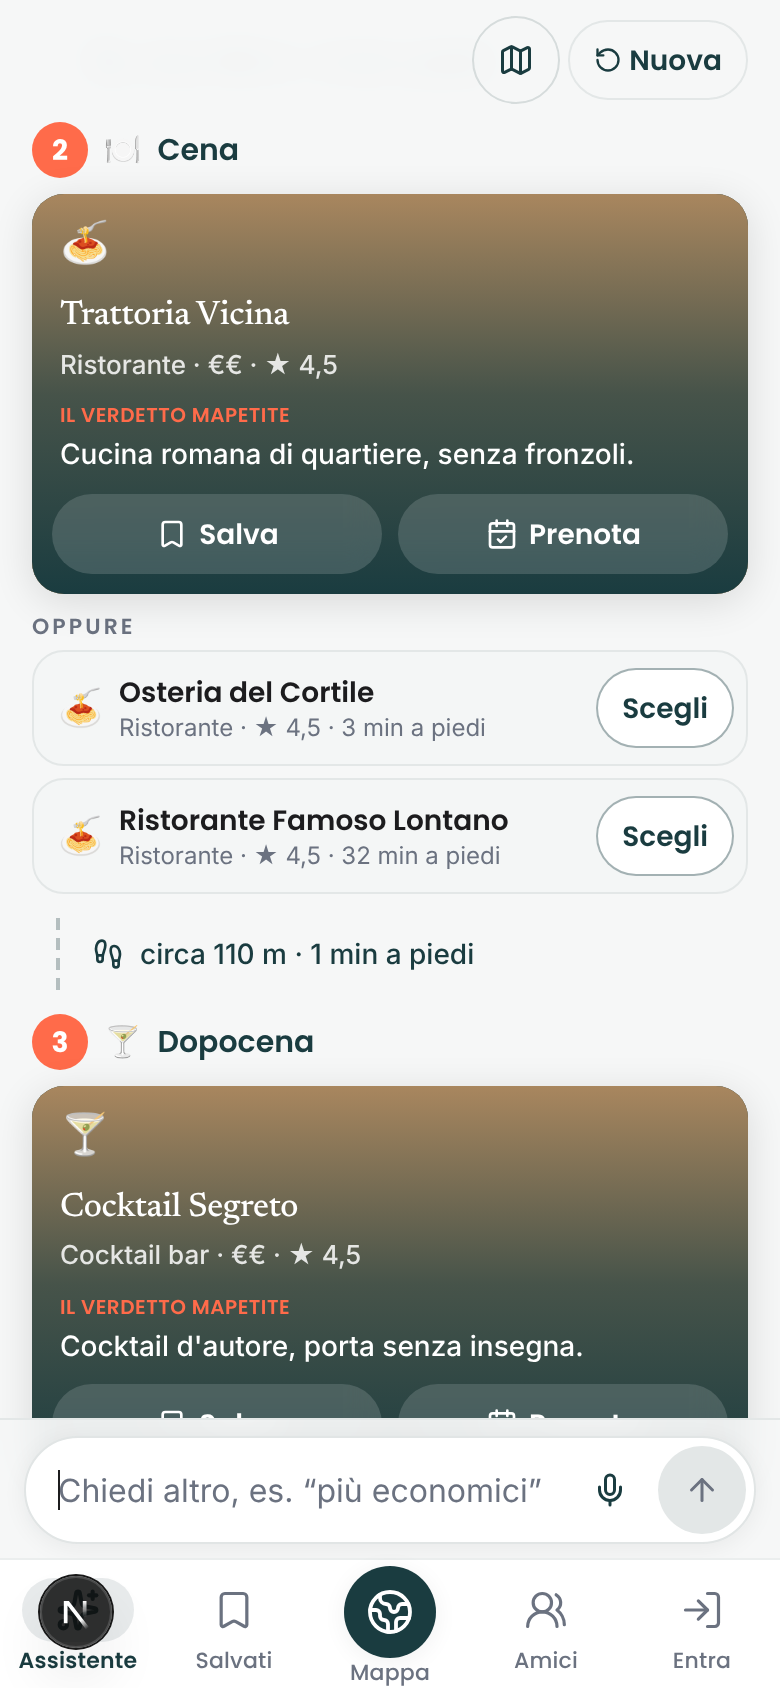 Nuova
2 Cena
Trattoria Vicina
Ristorante · €€ · ★ 4,5
IL VERDETTO MAPETITE
Cucina romana di quartiere, senza fronzoli.
Salva Prenota
OPPURE
Osteria del Cortile
Ristorante · ★ 4,5 · 3 min a piedi
Scegli
Ristorante Famoso Lontano
Ristorante · ★ 4,5 · 32 min a piedi
Scegli
circa 110 m · 1 min a piedi
3 Dopocena
Cocktail Segreto
Cocktail bar · €€ · ★ 4,5
IL VERDETTO MAPETITE
Cocktail d'autore, porta senza insegna.
Chiedi altro, es. “più economici”
N
Assistente Salvati Mappa Amici Entra